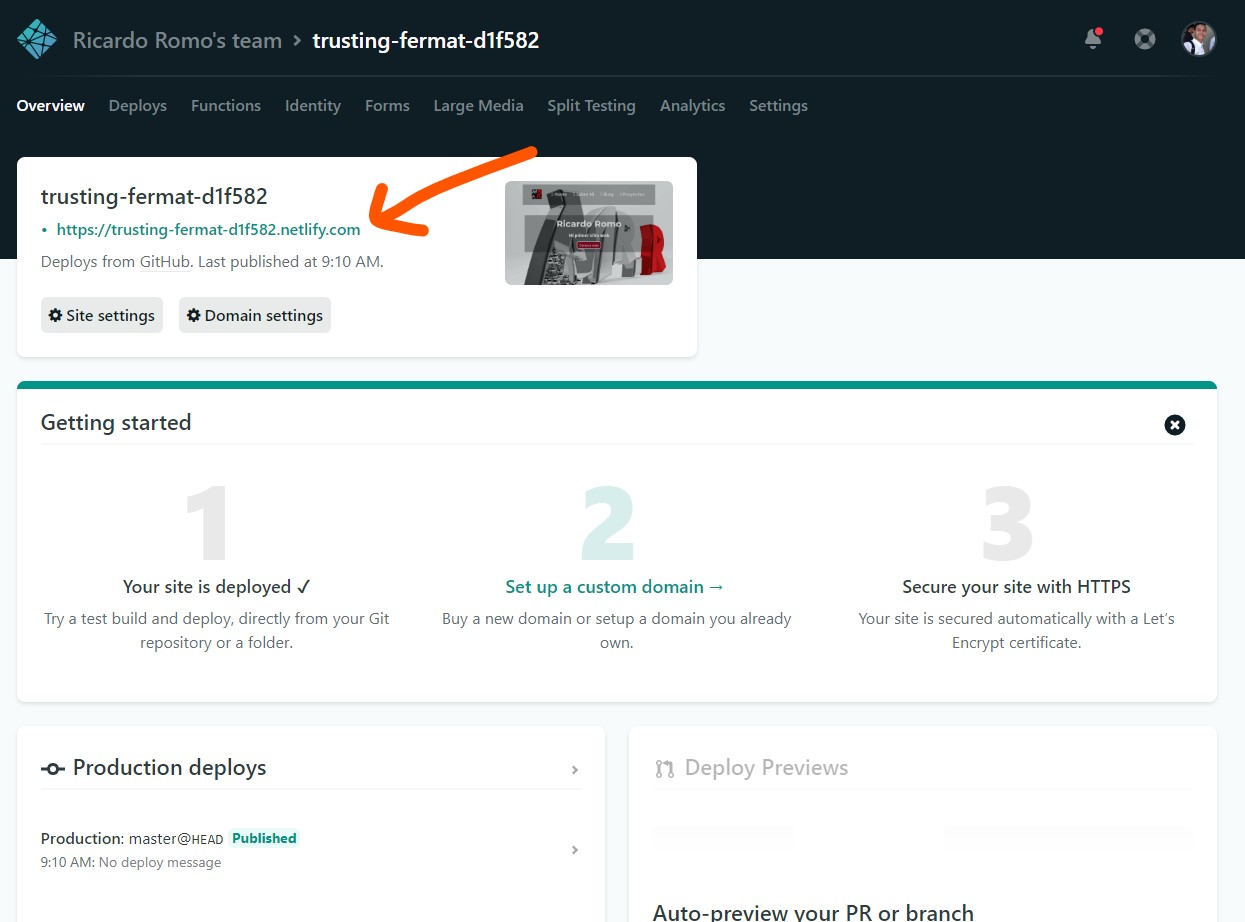 Ricardo Romo's team > trusting-fermat-d1f582
Overview Deploys Functions Identity Forms Large Media Split Testing Analytics Settings
trusting-fermat-d1f582
• https://trusting-fermat-d1f582.netlify.com
Deploys from GitHub. Last published at 9:10 AM.
Ricardo Romo
Site settings Domain settings
Getting started
1 2 3
Your site is deployed ✓
Try a test build and deploy, directly from your Git
repository or a folder.
Set up a custom domain →
Buy a new domain or setup a domain you already
own.
Secure your site with HTTPS
Your site is secured automatically with a Let’s
Encrypt certificate.
Production deploys
Production: master@HEAD Published
9:10 AM: No deploy message
Deploy Previews
Auto-preview your PR or branch